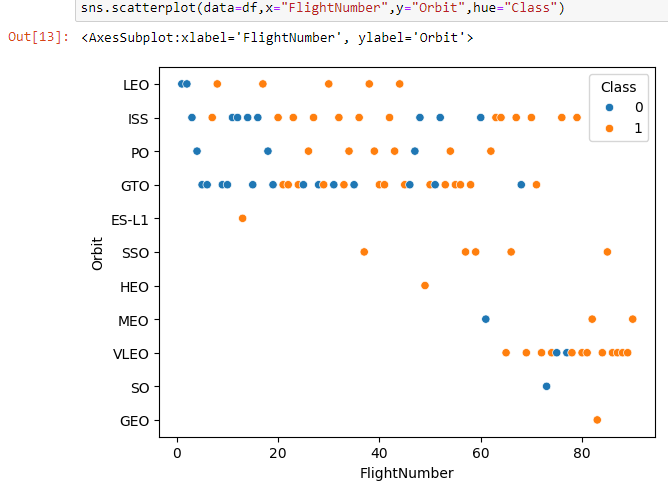 sns.scatterplot(data=df,x="FlightNumber",y="Orbit",hue="Class")
Out[13]: <AxesSubplot:xlabel='FlightNumber', ylabel='Orbit'>
Class
0
1
LEO
ISS
PO
GTO
ES-L1
SSO
HEO
MEO
VLEO
SO
GEO
Orbit
0 20 40 60 80
FlightNumber